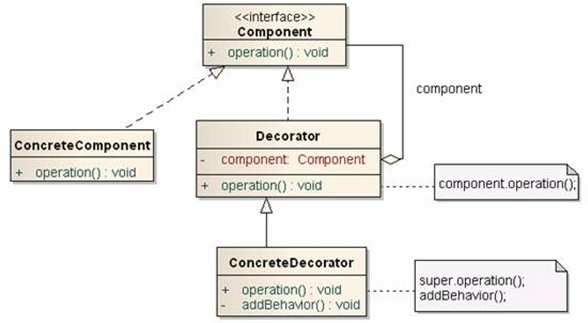 <<interface>>
Component
+ operation() : void
component
ConcreteComponent
+ operation() : void
Decorator
- component: Component
+ operation() : void
component.operation();
ConcreteDecorator
+ operation() : void
- addBehavior() : void
super.operation();
addBehavior();